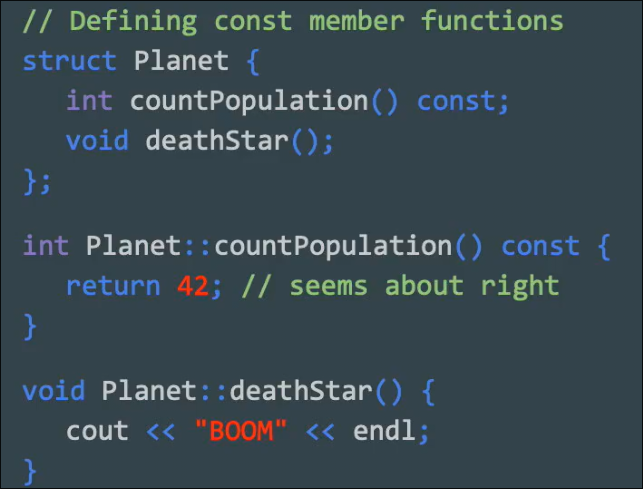 // Defining const member functions
struct Planet {
int countPopulation() const;
void deathStar();
};
int Planet::countPopulation() const {
return 42; // seems about right
}
void Planet::deathStar() {
cout << "BOOM" << endl;
}